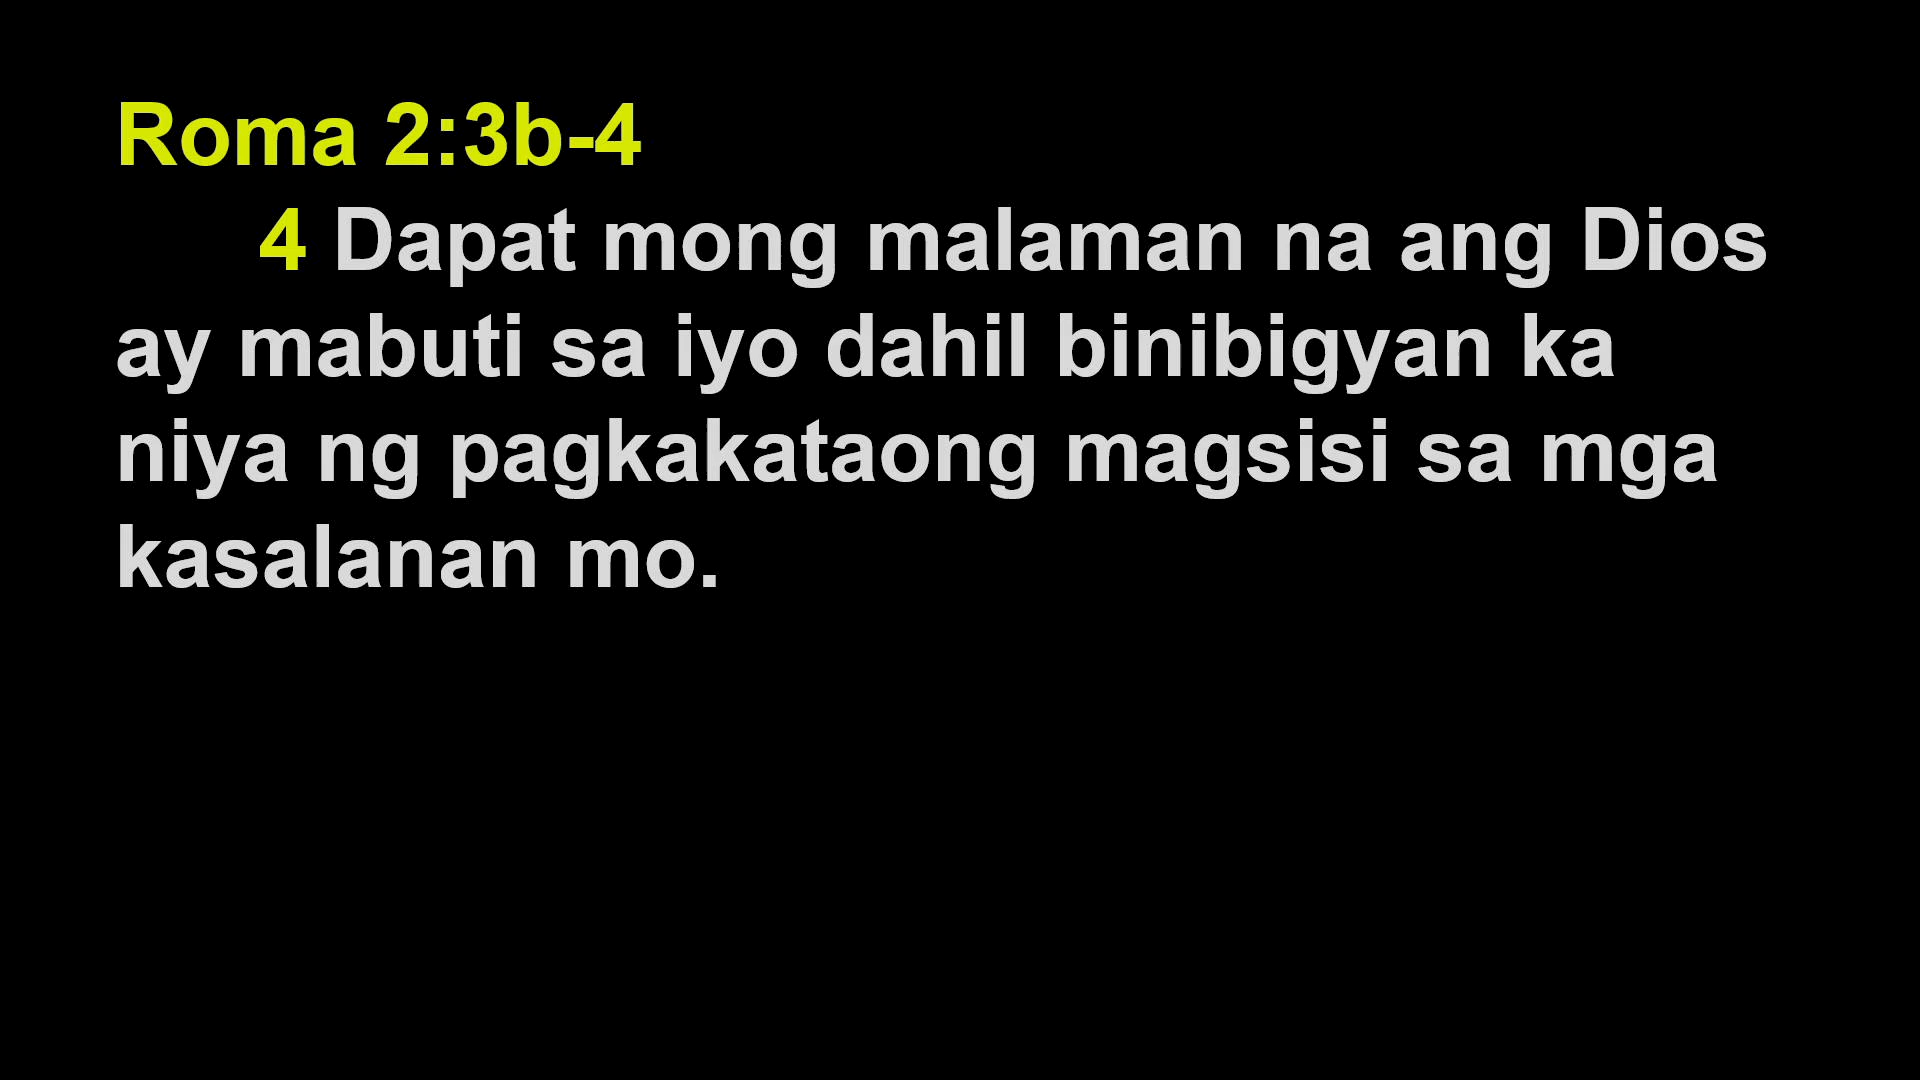 Roma 2:3b-4
4 Dapat mong malaman na ang Dios
ay mabuti sa iyo dahil binibigyan ka
niya ng pagkakataong magsisi sa mga
kasalanan mo.